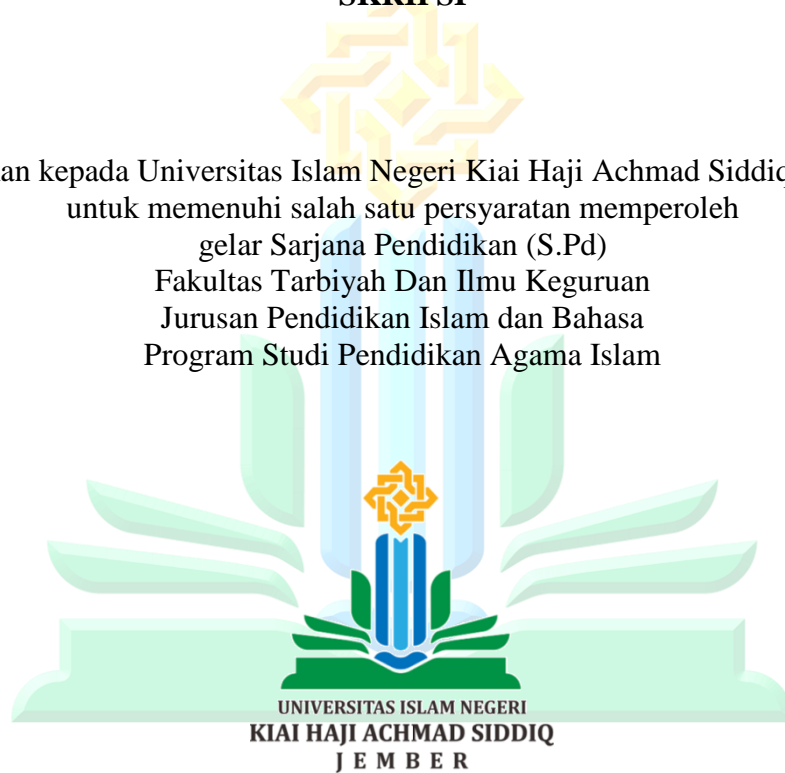 SKRIPSI
an kepada Universitas Islam Negeri Kiai Haji Achmad Siddiq
untuk memenuhi salah satu persyaratan memperoleh
gelar Sarjana Pendidikan (S.Pd)
Fakultas Tarbiyah Dan Ilmu Keguruan
Jurusan Pendidikan Islam dan Bahasa
Program Studi Pendidikan Agama Islam
UNIVERSITAS ISLAM NEGERI
KIAI HAJI ACHMAD SIDDIQ
JEMBER